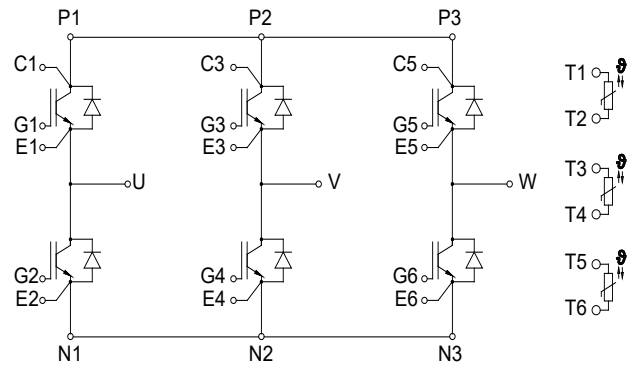 P1 P2 P3
C1 C3 C5 T1 ϑ
G1 G3 G5 T2
E1 E3 E5
T3 ϑ
U V W
T4
G2 G4 G6 T5 ϑ
E2 E4 E6 T6
N1 N2 N3